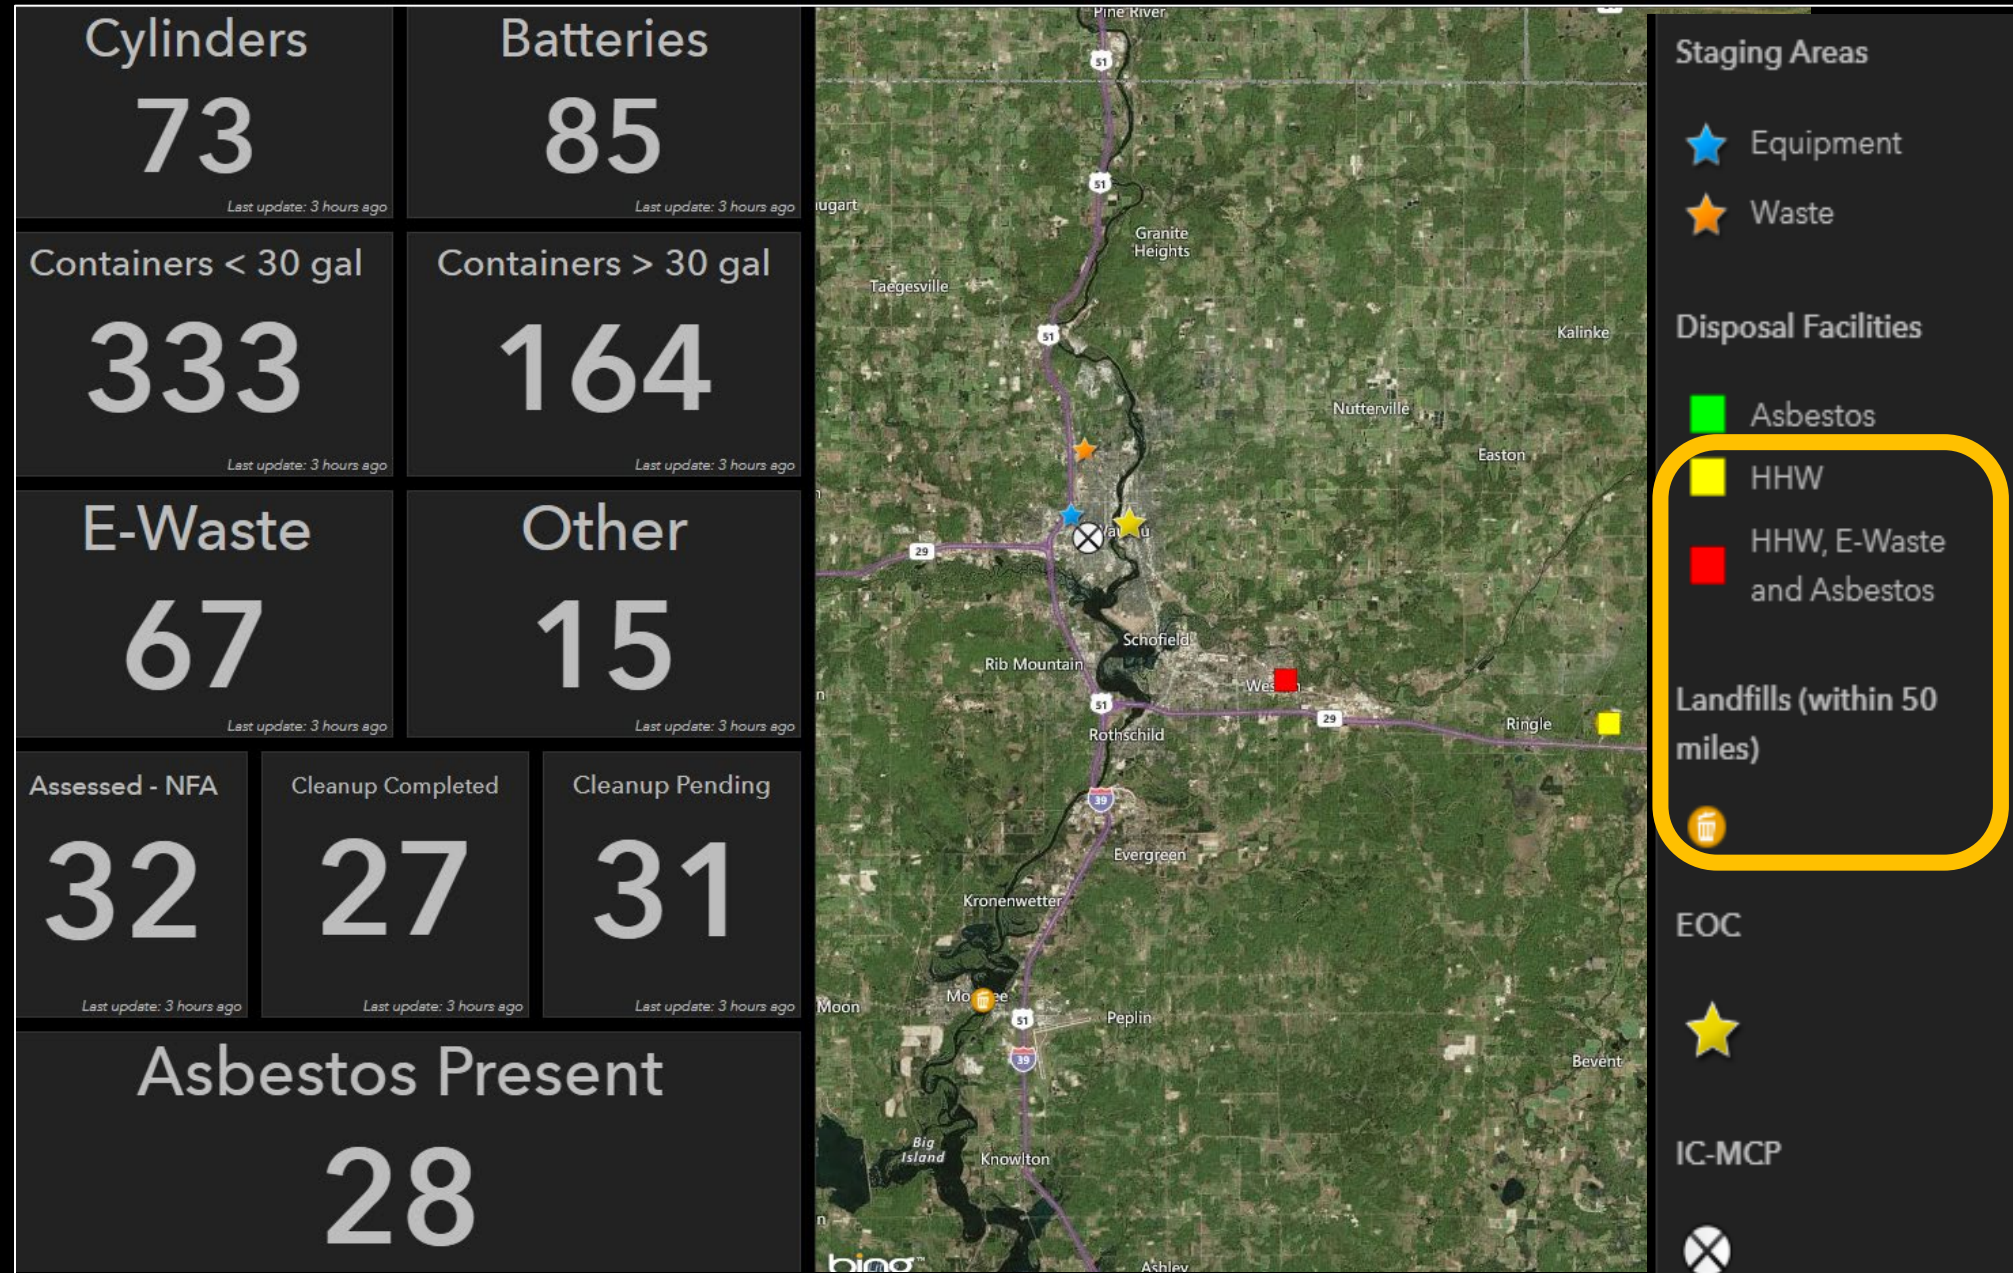 Cylinders
73
Last update: 3 hours ago
Batteries
85
Last update: 3 hours ago
Containers < 30 gal
333
Last update: 3 hours ago
Containers > 30 gal
164
Last update: 3 hours ago
E-Waste
67
Last update: 3 hours ago
Other
15
Last update: 3 hours ago
Assessed - NFA
32
Last update: 3 hours ago
Cleanup Completed
27
Last update: 3 hours ago
Cleanup Pending
31
Last update: 3 hours ago
Asbestos Present
28
Pine River
51
51
ugart
Granite
Heights
Taegesville
51
Kalinke
Nutterville
Easton
29
Schofield
Rib Mountain
51
29
Ringle
Rothschild
39
Evergreen
Kronenwetter
Moon
51
Peplin
39
Bevent
Big
Island
Knowlton
bing
Ashley
Staging Areas
Equipment
Waste
Disposal Facilities
Asbestos
HHW
HHW, E-Waste
and Asbestos
Landfills (within 50
miles)
EOC
IC-MCP